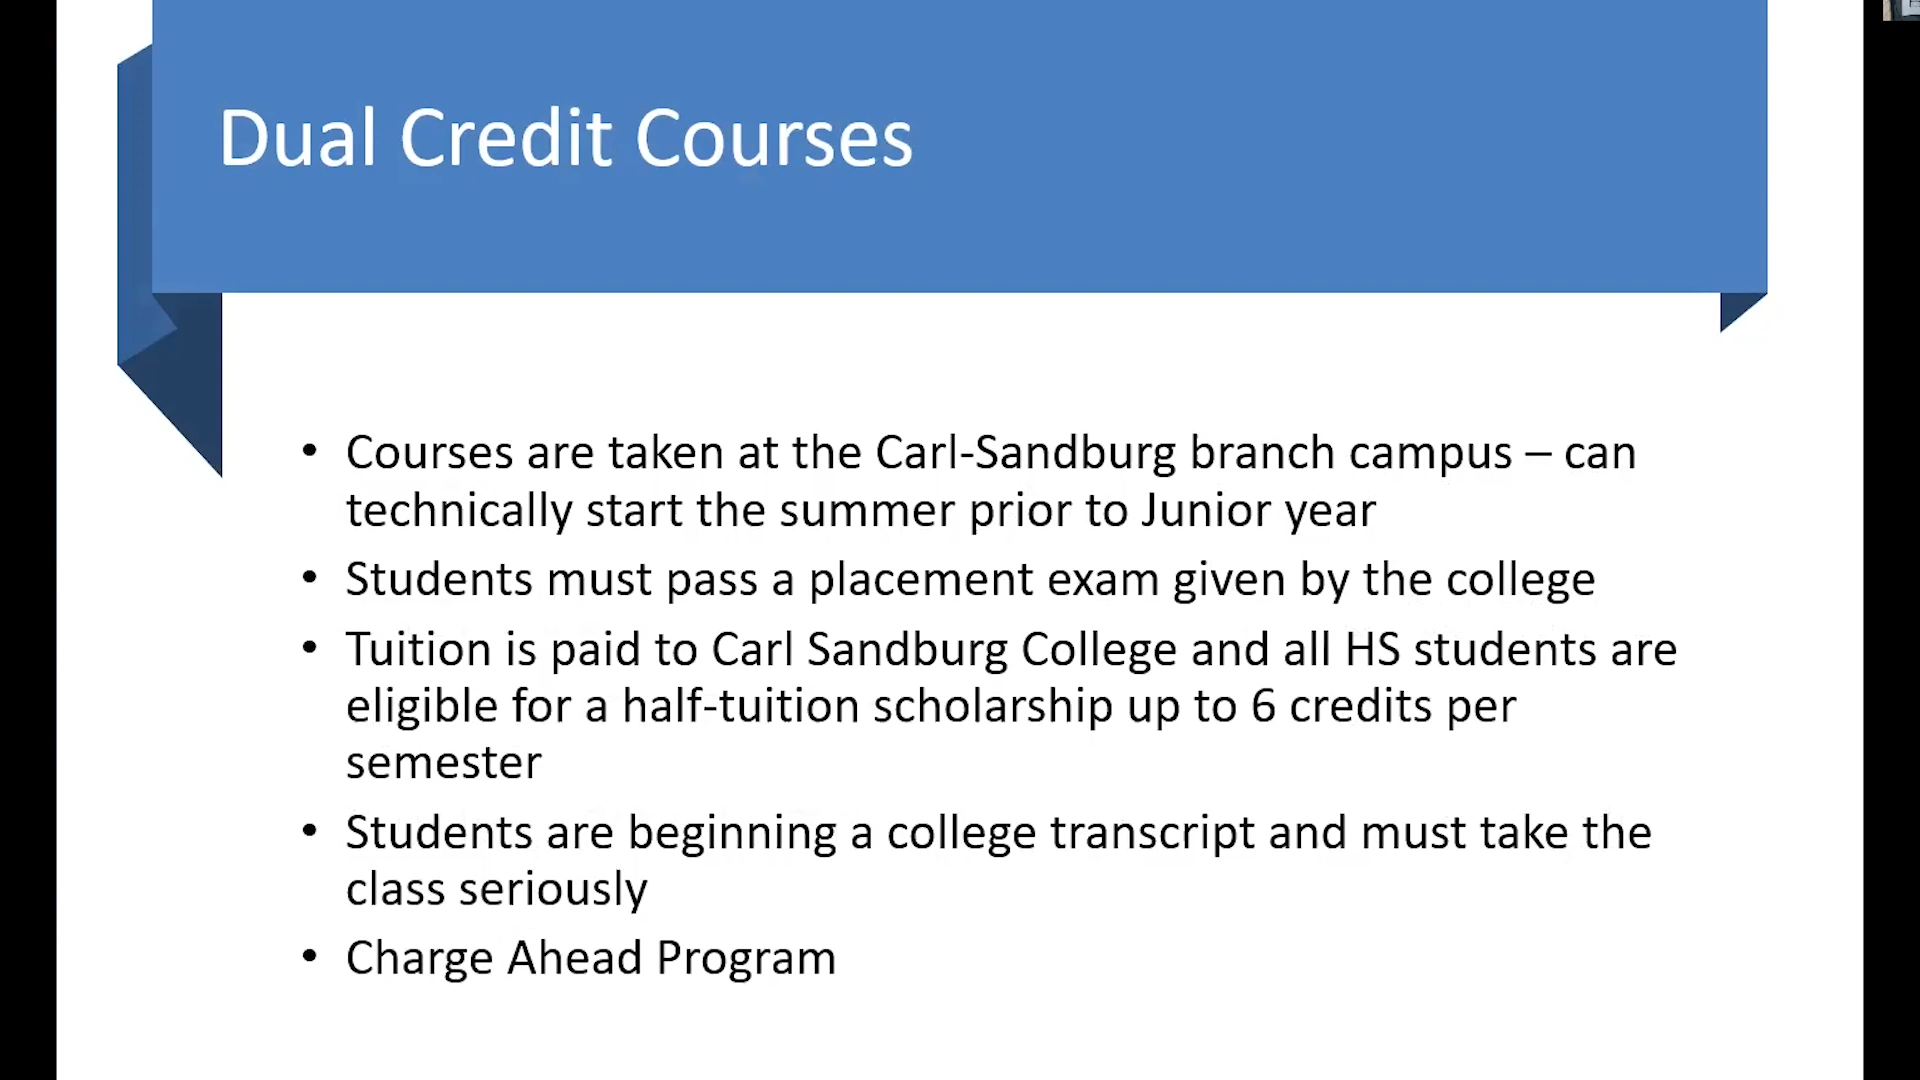 Dual Credit Courses
• Courses are taken at the Carl-Sandburg branch campus – can
technically start the summer prior to Junior year
• Students must pass a placement exam given by the college
• Tuition is paid to Carl Sandburg College and all HS students are
eligible for a half-tuition scholarship up to 6 credits per
semester
• Students are beginning a college transcript and must take the
class seriously
• Charge Ahead Program